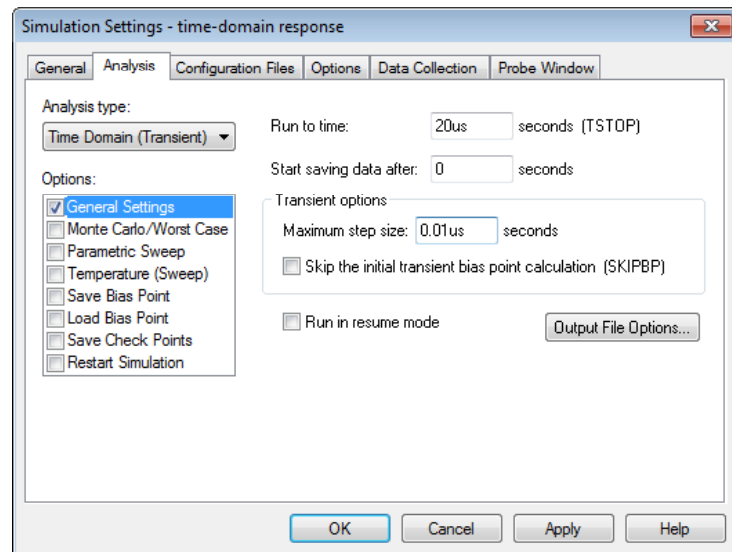 Simulation Settings - time-domain response
General Analysis Configuration Files Options Data Collection Probe Window
Analysis type:
Time Domain (Transient)
Options:
General Settings
Monte Carlo/Worst Case
Parametric Sweep
Temperature (Sweep)
Save Bias Point
Load Bias Point
Save Check Points
Restart Simulation
Run to time: 20us seconds (TSTOP)
Start saving data after: 0 seconds
Transient options
Maximum step size: 0.01us seconds
Skip the initial transient bias point calculation (SKIPBP)
Run in resume mode
Output File Options...
OK Cancel Apply Help